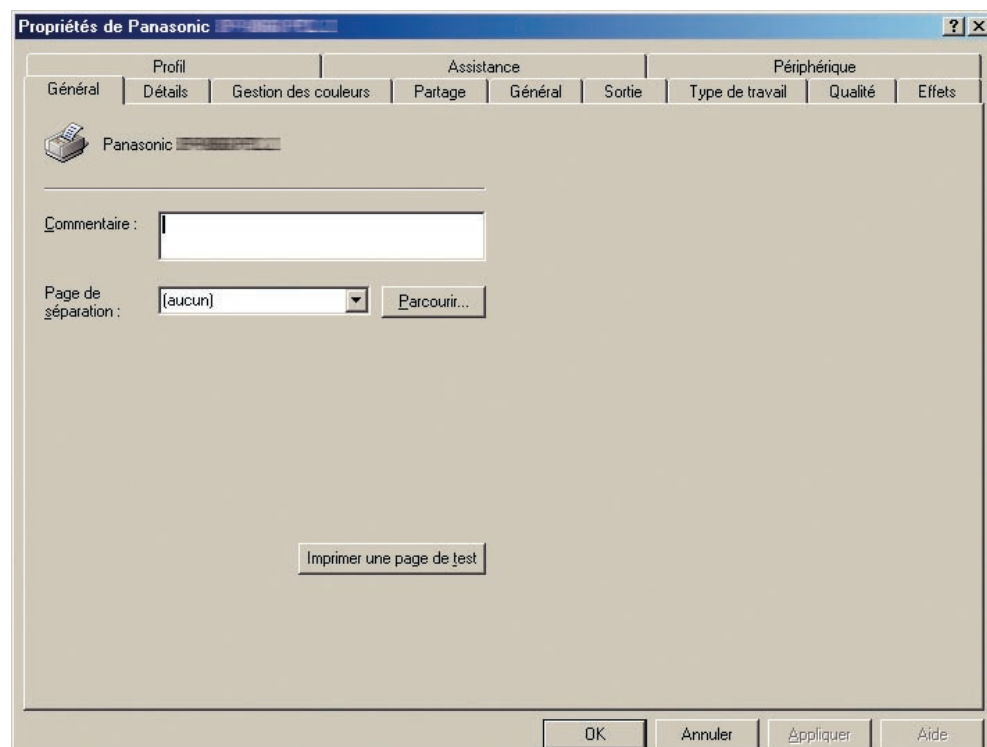 Propriétés de Panasonic
Profil Assistance Périphérique
Général Détails Gestion des couleurs Partage Général Sortie Type de travail Qualité Effets
Panasonic
Commentaire :
Page de
séparation :
(aucun) Parcourir...
Imprimer une page de test
OK Annuler Appliquer Aide